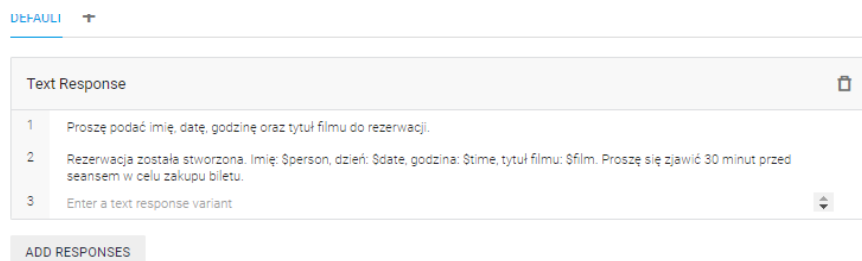 DEFAULT +
Text Response
1 Proszę podać imię, datę, godzinę oraz tytuł filmu do rezerwacji.
2 Rezerwacja została stworzona. Imię: $person, dzień: $date, godzina: $time, tytuł filmu: $film. Proszę się zjawić 30 minut przed
seansem w celu zakupu biletu.
3 Enter a text response variant
ADD RESPONSES